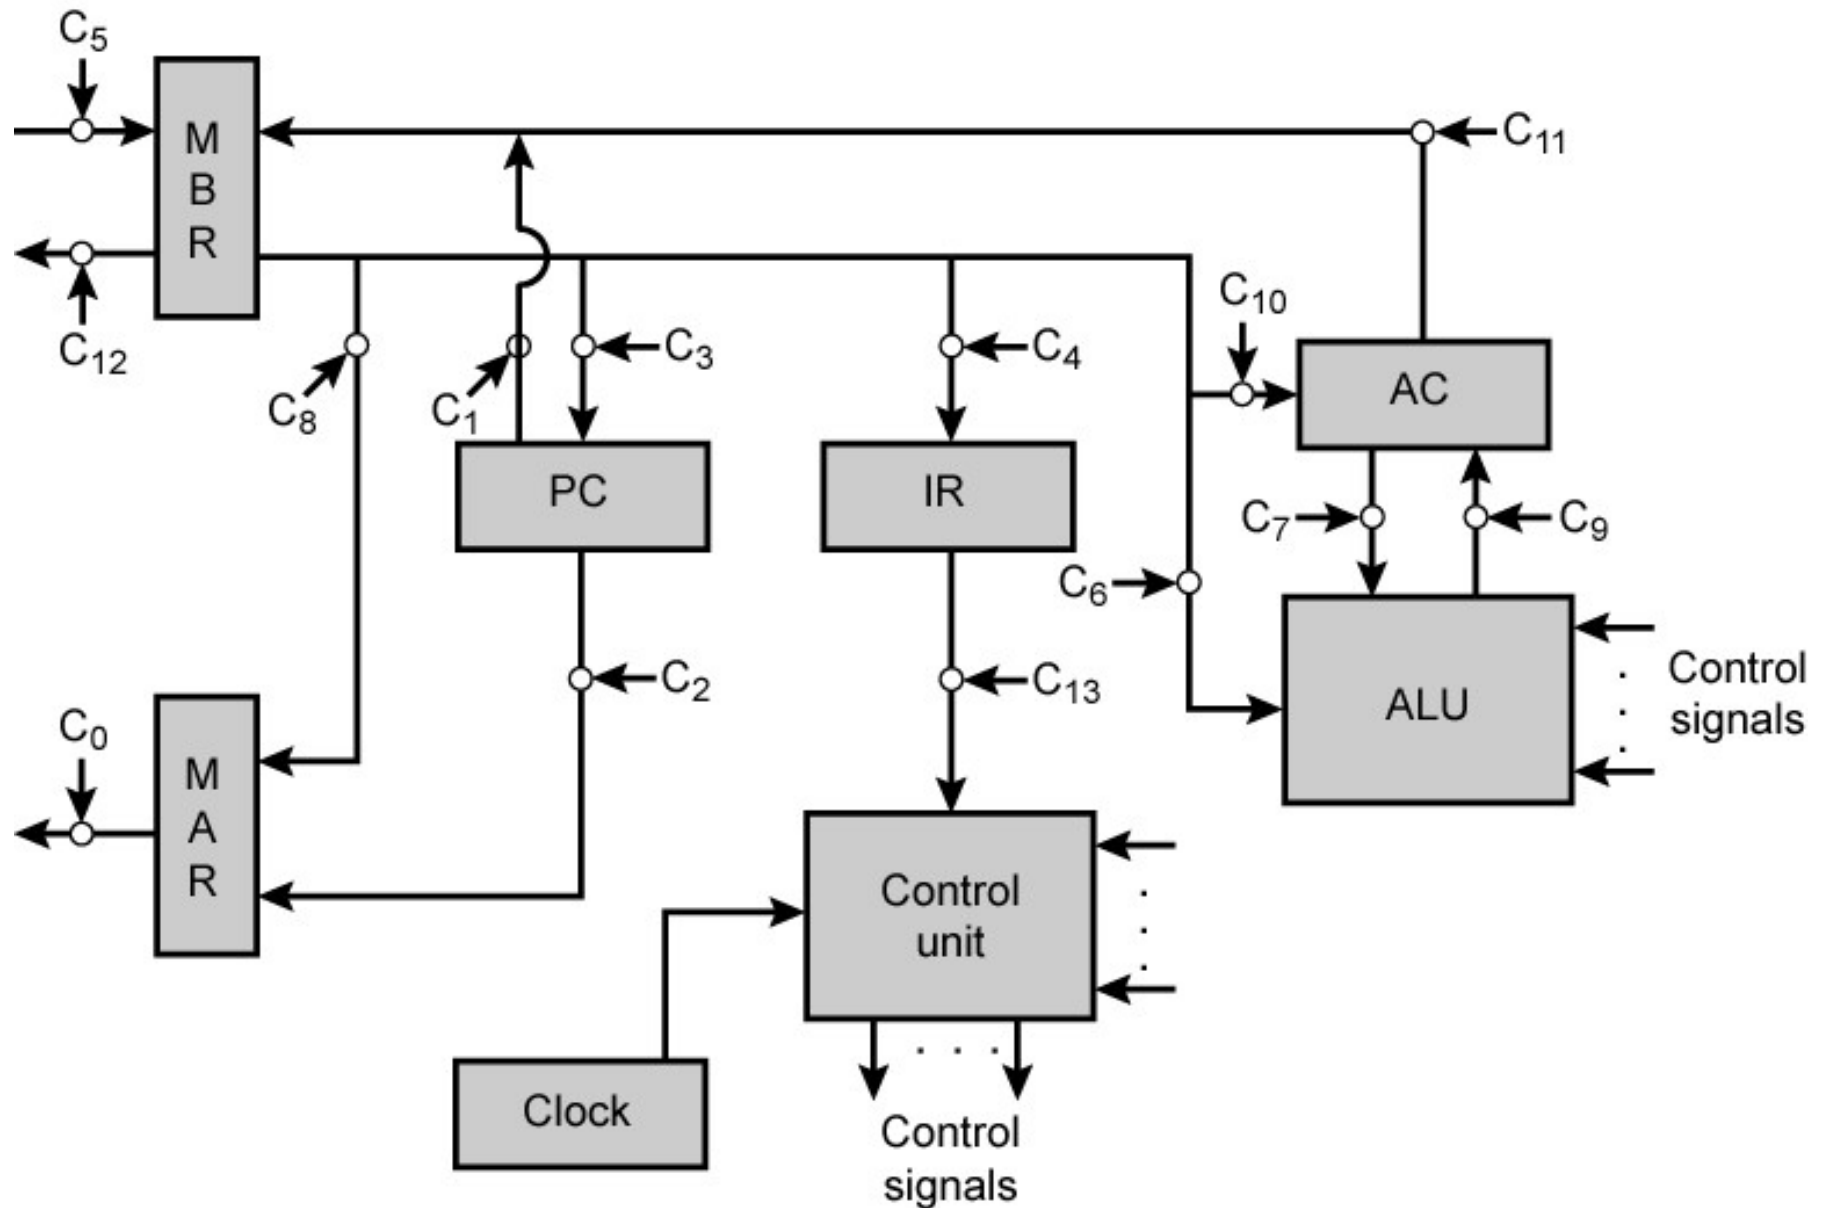 C5
M
B
R
C11
C12
C10
C8
C1
C3
C4
AC
PC
IR
C7
C9
C6
C2
C13
ALU
Control
signals
C0
M
A
R
Control
unit
. . .
Clock
Control
signals